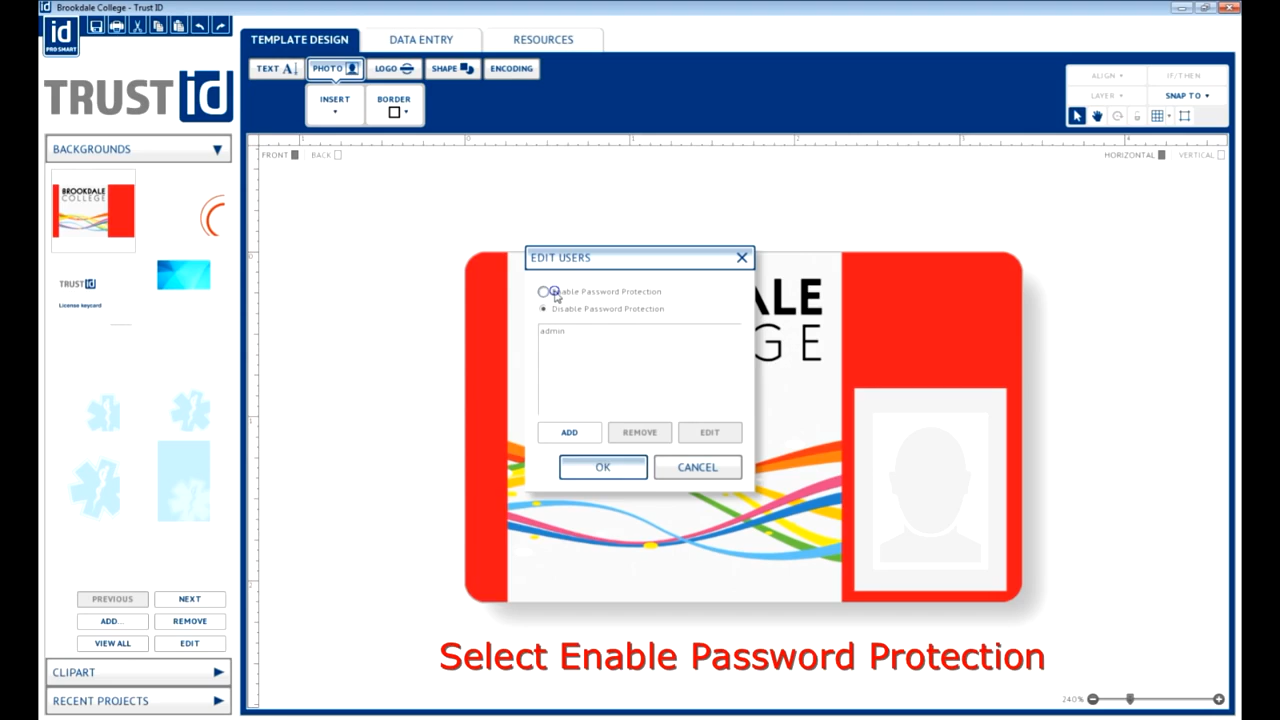 Brookdale College - Trust ID
id
PRO SMART
TEMPLATE DESIGN
DATA ENTRY
RESOURCES
TEXT A
PHOTO
LOGO
SHAPE
ENCODING
INSERT
BORDER
ALIGN
IF/THEN
LAYER
SNAP TO
TRUST id
BACKGROUNDS
FRONT
BACK
HORIZONTAL
VERTICAL
BROOKDALE
COLLEGE
TRUST id
License keycard
EDIT USERS
Enable Password Protection
Disable Password Protection
admin
ADD
REMOVE
EDIT
OK
CANCEL
ALE
GE
PREVIOUS
NEXT
ADD...
REMOVE
VIEW ALL
EDIT
CLIPART
RECENT PROJECTS
Select Enable Password Protection
240%